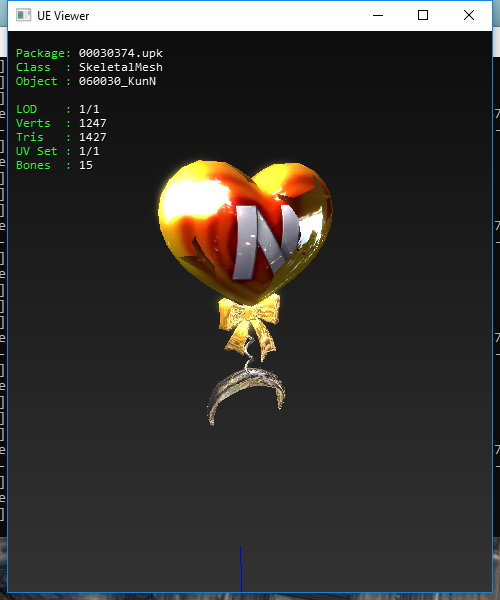 UE Viewer
Package: 00030374.upk
Class : SkeletalMesh
Object : 060030_KunN
LOD : 1/1
Verts : 1247
Tris : 1427
UV Set : 1/1
Bones : 15
N